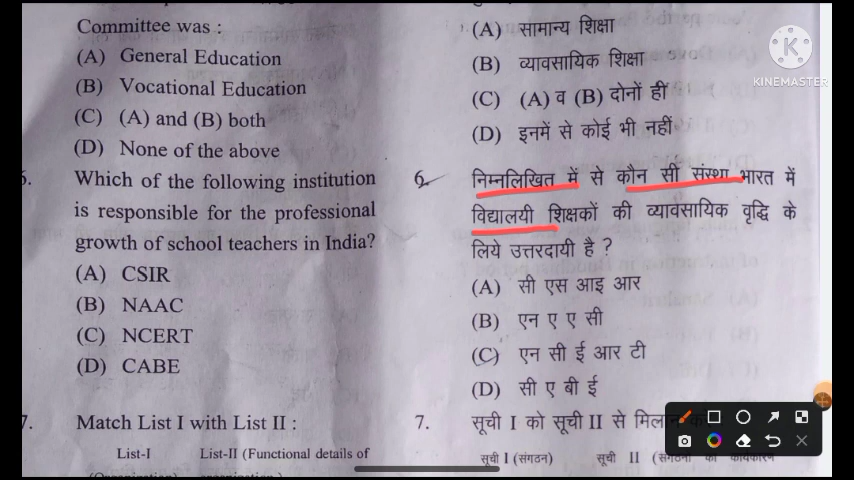 Committee was :
(A) General Education
(B) Vocational Education
(C) (A) and (B) both
(D) None of the above
Which of the following institution
is responsible for the professional
growth of school teachers in India?
(A) CSIR
(B) NAAC
(C) NCERT
(D) CABE
7. Match List I with List II :
List-I List-II (Functional details of
(A) सामान्य शिक्षा
(B) व्यावसायिक शिक्षा
(C) (A) व (B) दोनों हीं
(D) इनमें से कोई भी नहीं
6. निम्नलिखित में से कौन सी संस्था भारत में
विद्यालयी शिक्षकों की व्यावसायिक वृद्धि के
लिये उत्तरदायी है ?
(A) सी एस आइ आर
(B) एन ए ए सी
(C) एन सी ई आर टी
(D) सी ए बी ई
7. सूची I को सूची II से मिलान
सूची I (संगठन) सूची II
KINEMASTER